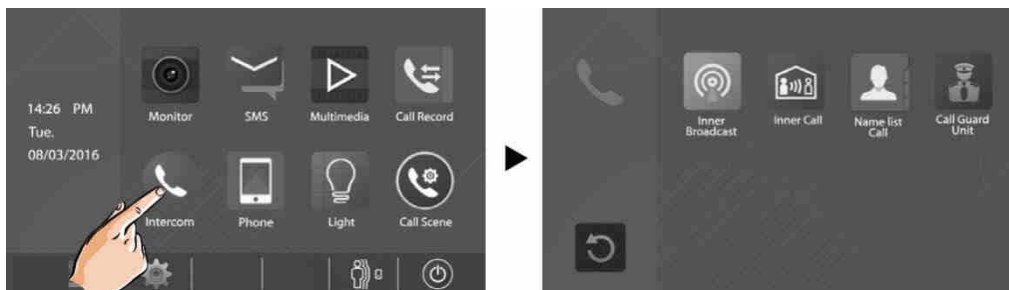 14:26 PM
Tue.
08/03/2016
Monitor
SMS
Multimedia
Call Record
Intercom
Phone
Light
Call Scene
Inner
Broadcast
Inner Call
Name list
Call
Call Guard
Unit